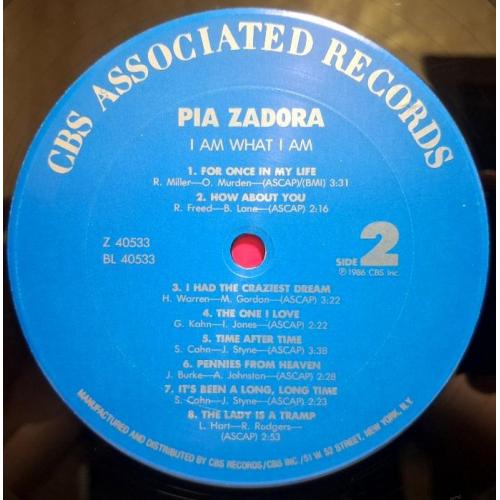 CBS ASSOCIATED RECORDS
PIA ZADORA
I AM WHAT I AM
1. FOR ONCE IN MY LIFE
R. Miller—O. Murden—(ASCAP)/(BMI) 3:31
2. HOW ABOUT YOU
R. Freed—B. Lane—(ASCAP) 2:16
Z 40533
BL 40533
SIDE 2
℗ 1986 CBS Inc.
3. I HAD THE CRAZIEST DREAM
H. Warren—M. Gordon—(ASCAP) 3:22
4. THE ONE I LOVE
G. Kahn—I. Jones—(ASCAP) 2:22
5. TIME AFTER TIME
S. Cahn—J. Styne—(ASCAP) 3:38
6. PENNIES FROM HEAVEN
J. Burke—A. Johnston—(ASCAP) 2:28
7. IT'S BEEN A LONG, LONG TIME
S. Cahn—J. Styne—(ASCAP) 2:23
8. THE LADY IS A TRAMP
L. Hart—R. Rodgers—
(ASCAP) 2:53
MANUFACTURED AND DISTRIBUTED BY CBS RECORDS/CBS INC./51 W. 52 STREET, NEW YORK, N.Y.